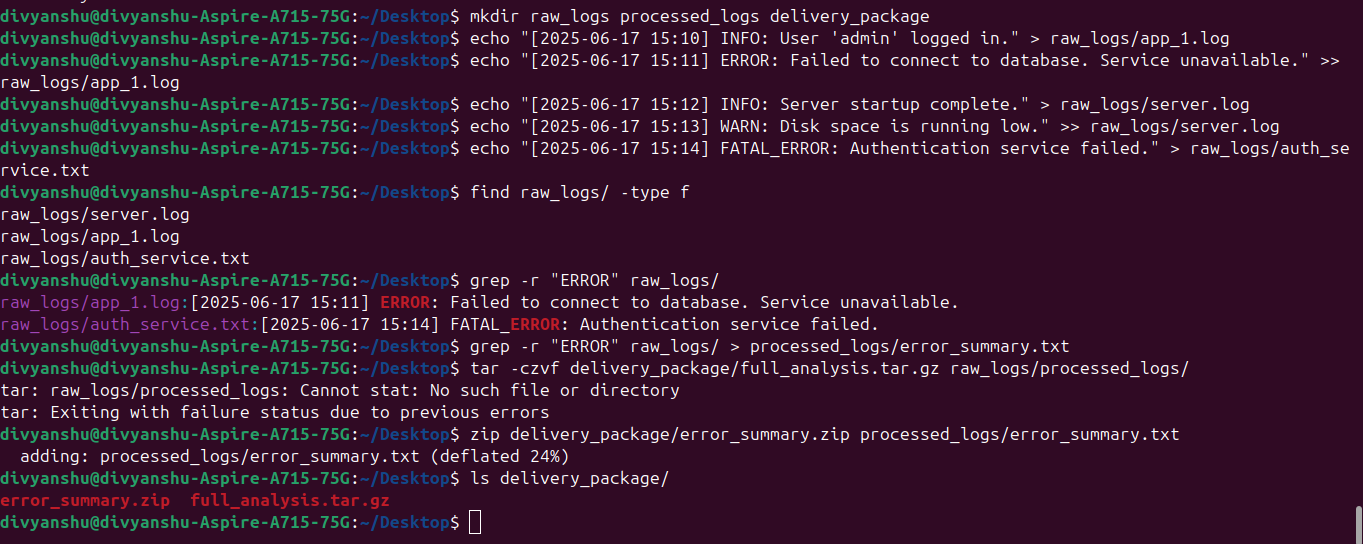 divyanshu@divyanshu-Aspire-A715-75G:~/Desktop$ mkdir raw_logs processed_logs delivery_package
divyanshu@divyanshu-Aspire-A715-75G:~/Desktop$ echo "[2025-06-17 15:10] INFO: User 'admin' logged in." > raw_logs/app_1.log
divyanshu@divyanshu-Aspire-A715-75G:~/Desktop$ echo "[2025-06-17 15:11] ERROR: Failed to connect to database. Service unavailable." >>
raw_logs/app_1.log
divyanshu@divyanshu-Aspire-A715-75G:~/Desktop$ echo "[2025-06-17 15:12] INFO: Server startup complete." > raw_logs/server.log
divyanshu@divyanshu-Aspire-A715-75G:~/Desktop$ echo "[2025-06-17 15:13] WARN: Disk space is running low." >> raw_logs/server.log
divyanshu@divyanshu-Aspire-A715-75G:~/Desktop$ echo "[2025-06-17 15:14] FATAL_ERROR: Authentication service failed." > raw_logs/auth_se
rvice.txt
divyanshu@divyanshu-Aspire-A715-75G:~/Desktop$ find raw_logs/ -type f
raw_logs/server.log
raw_logs/app_1.log
raw_logs/auth_service.txt
divyanshu@divyanshu-Aspire-A715-75G:~/Desktop$ grep -r "ERROR" raw_logs/
raw_logs/app_1.log:[2025-06-17 15:11] ERROR: Failed to connect to database. Service unavailable.
raw_logs/auth_service.txt:[2025-06-17 15:14] FATAL_ERROR: Authentication service failed.
divyanshu@divyanshu-Aspire-A715-75G:~/Desktop$ grep -r "ERROR" raw_logs/ > processed_logs/error_summary.txt
divyanshu@divyanshu-Aspire-A715-75G:~/Desktop$ tar -czvf delivery_package/full_analysis.tar.gz raw_logs/processed_logs/
tar: raw_logs/processed_logs: Cannot stat: No such file or directory
tar: Exiting with failure status due to previous errors
divyanshu@divyanshu-Aspire-A715-75G:~/Desktop$ zip delivery_package/error_summary.zip processed_logs/error_summary.txt
  adding: processed_logs/error_summary.txt (deflated 24%)
divyanshu@divyanshu-Aspire-A715-75G:~/Desktop$ ls delivery_package/
error_summary.zip  full_analysis.tar.gz
divyanshu@divyanshu-Aspire-A715-75G:~/Desktop$